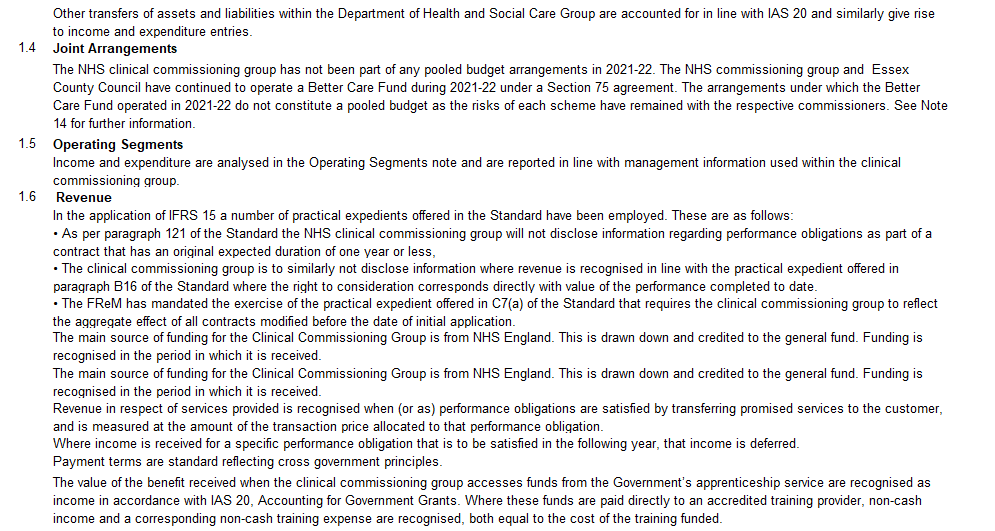 Other transfers of assets and liabilities within the Department of Health and Social Care Group are accounted for in line with IAS 20 and similarly give rise
to income and expenditure entries.
1.4 Joint Arrangements
The NHS clinical commissioning group has not been part of any pooled budget arrangements in 2021-22. The NHS commissioning group and Essex
County Council have continued to operate a Better Care Fund during 2021-22 under a Section 75 agreement. The arrangements under which the Better
Care Fund operated in 2021-22 do not constitute a pooled budget as the risks of each scheme have remained with the respective commissioners. See Note
14 for further information.
1.5 Operating Segments
Income and expenditure are analysed in the Operating Segments note and are reported in line with management information used within the clinical
commissioning group.
1.6 Revenue
In the application of IFRS 15 a number of practical expedients offered in the Standard have been employed. These are as follows:
• As per paragraph 121 of the Standard the NHS clinical commissioning group will not disclose information regarding performance obligations as part of a
contract that has an original expected duration of one year or less,
• The clinical commissioning group is to similarly not disclose information where revenue is recognised in line with the practical expedient offered in
paragraph B16 of the Standard where the right to consideration corresponds directly with value of the performance completed to date.
• The FReM has mandated the exercise of the practical expedient offered in C7(a) of the Standard that requires the clinical commissioning group to reflect
the aggregate effect of all contracts modified before the date of initial application.
The main source of funding for the Clinical Commissioning Group is from NHS England. This is drawn down and credited to the general fund. Funding is
recognised in the period in which it is received.
The main source of funding for the Clinical Commissioning Group is from NHS England. This is drawn down and credited to the general fund. Funding is
recognised in the period in which it is received.
Revenue in respect of services provided is recognised when (or as) performance obligations are satisfied by transferring promised services to the customer,
and is measured at the amount of the transaction price allocated to that performance obligation.
Where income is received for a specific performance obligation that is to be satisfied in the following year, that income is deferred.
Payment terms are standard reflecting cross government principles.
The value of the benefit received when the clinical commissioning group accesses funds from the Government's apprenticeship service are recognised as
income in accordance with IAS 20, Accounting for Government Grants. Where these funds are paid directly to an accredited training provider, non-cash
income and a corresponding non-cash training expense are recognised, both equal to the cost of the training funded.